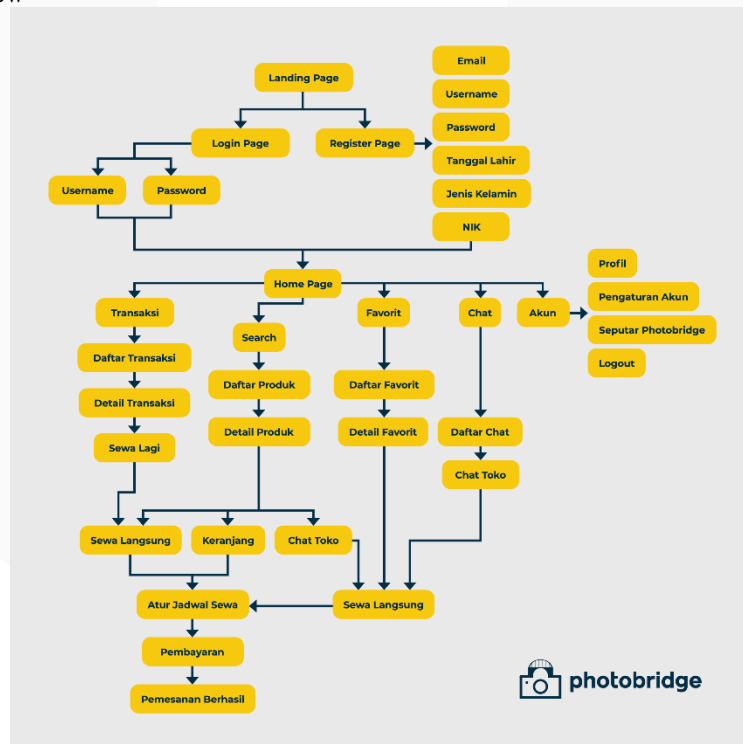 Landing Page
Email
Username
Password
Tanggal Lahir
Jenis Kelamin
NIK
Login Page
Register Page
Username
Password
Home Page
Profil
Pengaturan Akun
Seputar Photobridge
Logout
Transaksi
Search
Favorit
Chat
Akun
Daftar Transaksi
Daftar Produk
Daftar Favorit
Detail Transaksi
Detail Produk
Detail Favorit
Daftar Chat
Sewa Lagi
Chat Toko
Sewa Langsung
Keranjang
Chat Toko
Atur Jadwal Sewa
Sewa Langsung
Pembayaran
Pemesanan Berhasil
photobridge